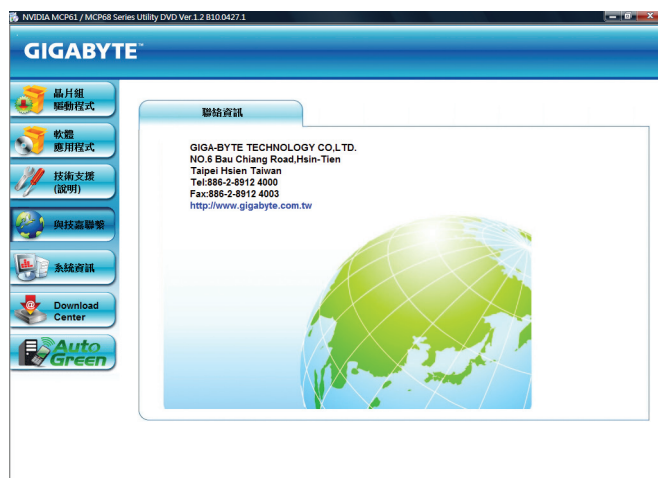 NVIDIA MCP61 / MCP68 Series Utility DVD Ver.1.2 B10.0427.1
GIGABYTE™
晶片組
驅動程式
軟體
應用程式
技術支援
(說明)
與技嘉聯繫
系統資訊
Download
Center
Auto
Green
聯絡資訊
GIGA-BYTE TECHNOLOGY CO,LTD.
NO.6 Bau Chiang Road,Hsin-Tien
Taipei Hsien Taiwan
Tel:886-2-8912 4000
Fax:886-2-8912 4003
http://www.gigabyte.com.tw